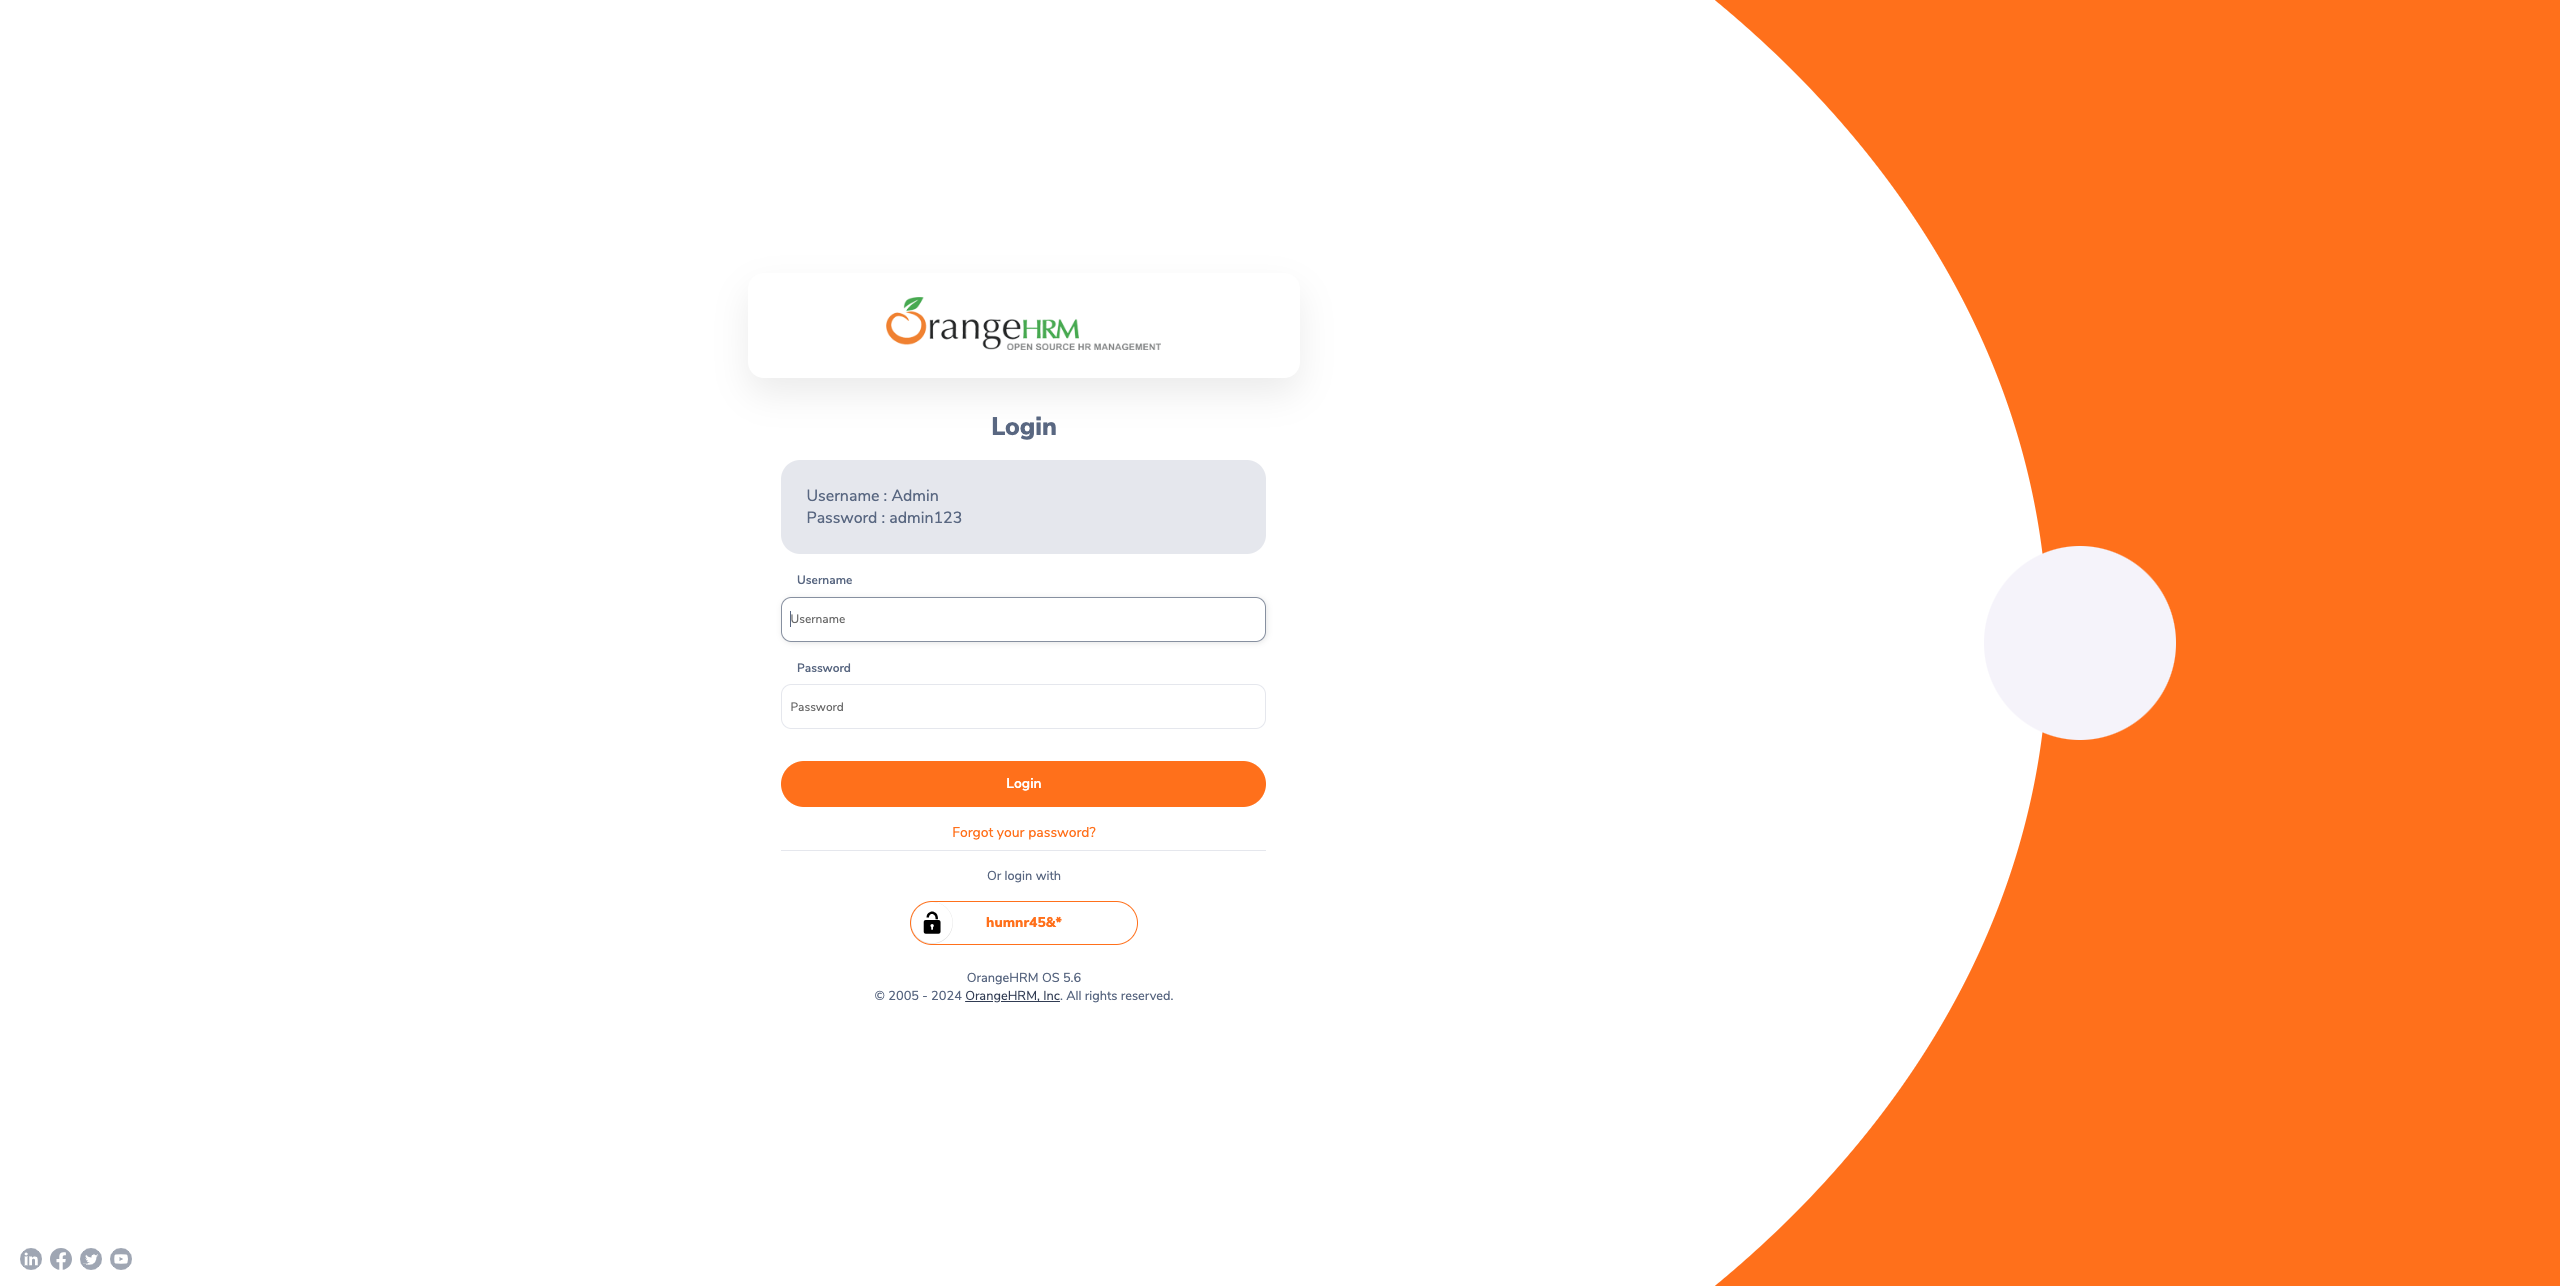 OrangeHRM
OPEN SOURCE HR MANAGEMENT
Login
Username : Admin
Password : admin123
Username
Username
Password
Password
Login
Forgot your password?
Or login with
humnr45&*
OrangeHRM OS 5.6
© 2005 - 2024 OrangeHRM, Inc. All rights reserved.
in